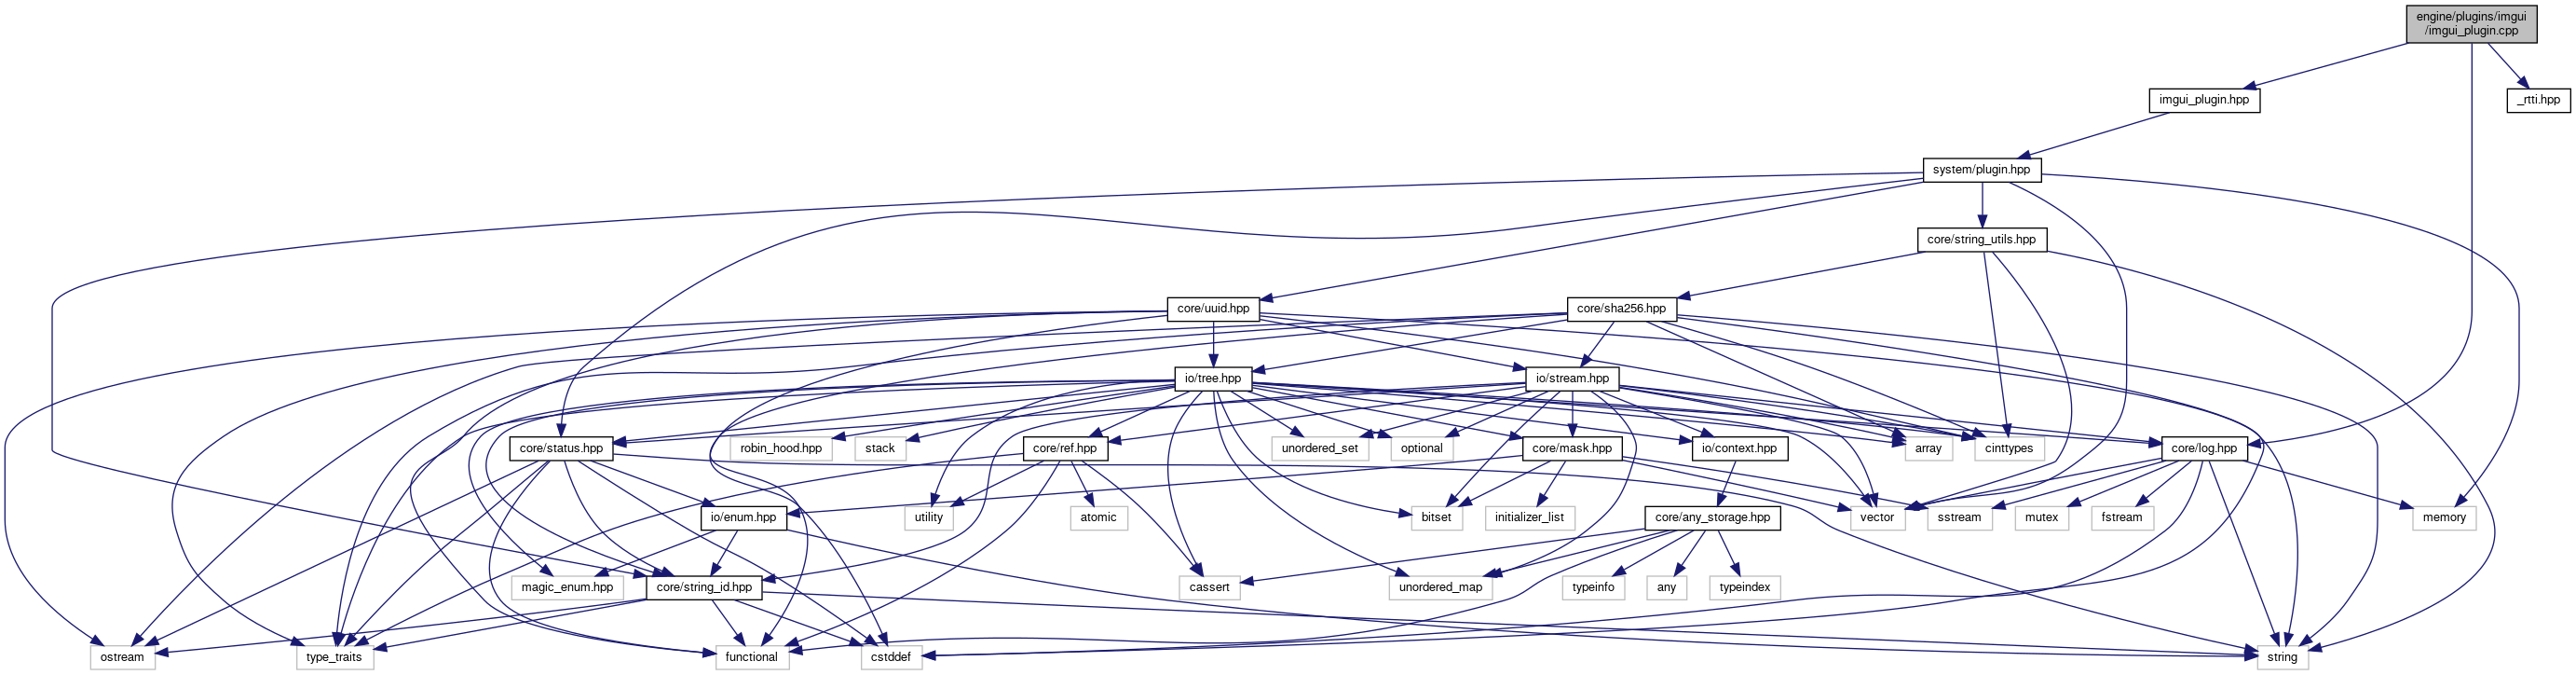 engine/plugins/imgui
/imgui_plugin.cpp
imgui_plugin.hpp
_rtti.hpp
system/plugin.hpp
core/string_utils.hpp
core/uuid.hpp
core/sha256.hpp
io/tree.hpp
io/stream.hpp
core/status.hpp
robin_hood.hpp
stack
core/ref.hpp
unordered_set
optional
core/mask.hpp
io/context.hpp
array
cinttypes
core/log.hpp
io/enum.hpp
utility
atomic
bitset
initializer_list
core/any_storage.hpp
vector
sstream
mutex
fstream
memory
magic_enum.hpp
core/string_id.hpp
cassert
unordered_map
typeinfo
any
typeindex
ostream
type_traits
functional
cstddef
string